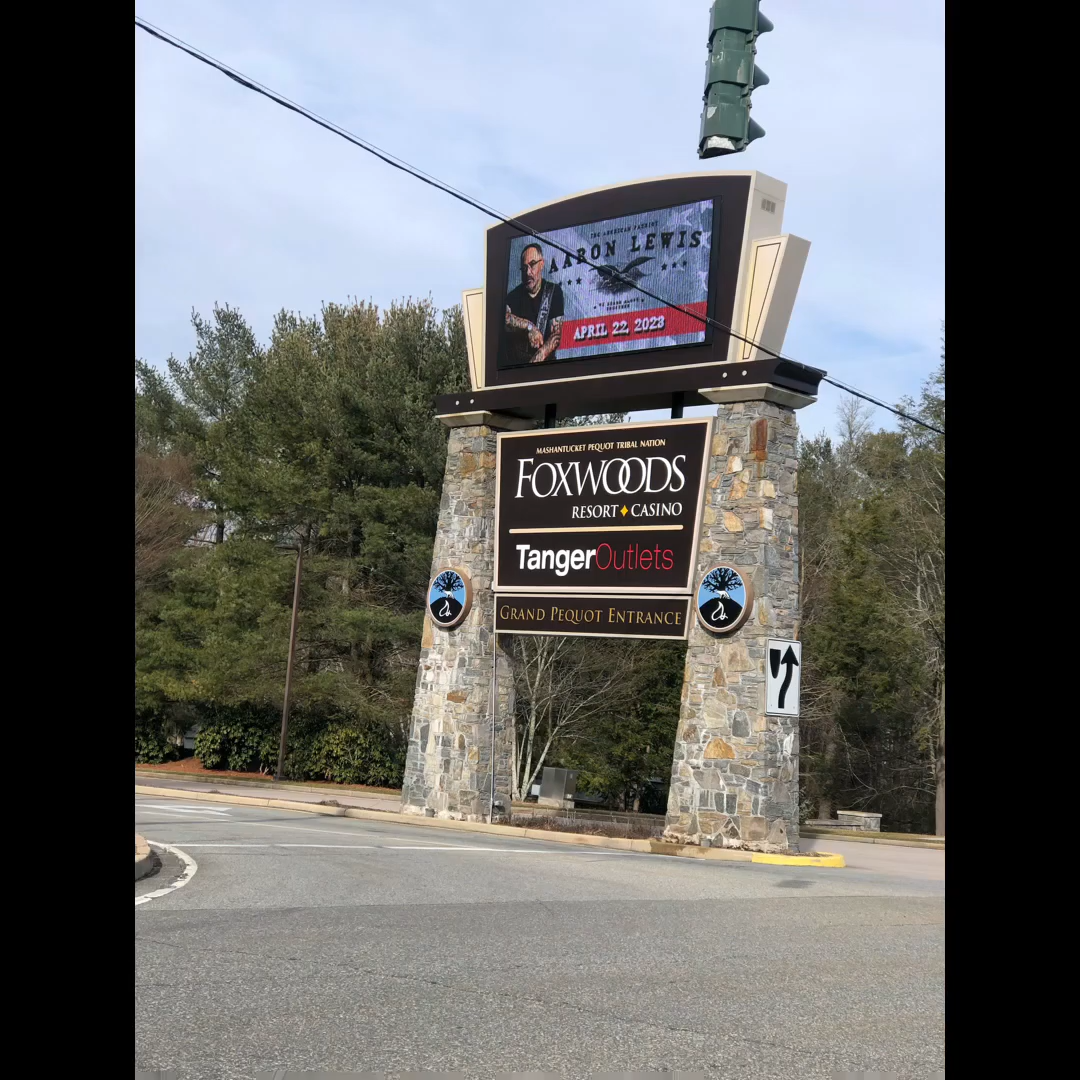 THE AMERICAN PATRIOT
AARON LEWIS
APRIL 22, 2023
MASHANTUCKET PEQUOT TRIBAL NATION
FOXWOODS
RESORT CASINO
TangerOutlets
GRAND PEQUOT ENTRANCE